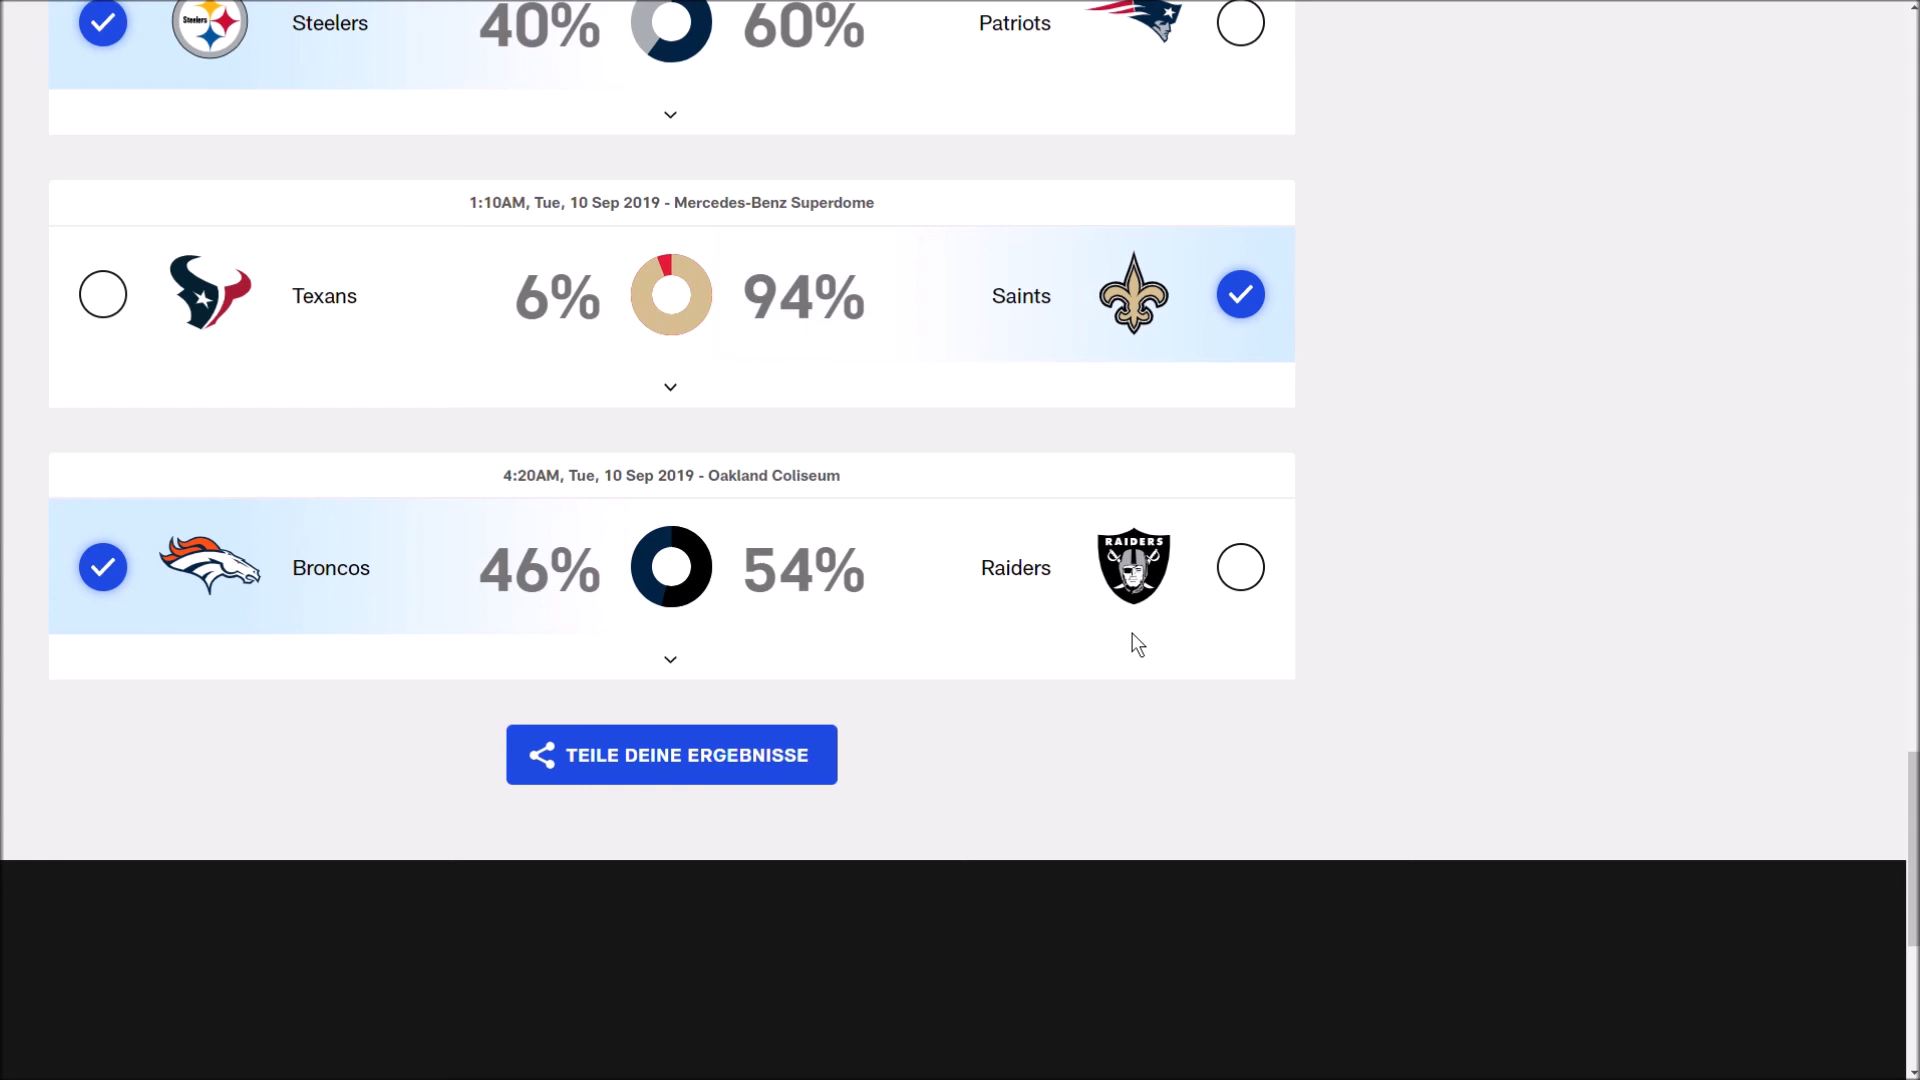 Steelers Steelers 40% 60% Patriots
1:10AM, Tue, 10 Sep 2019 - Mercedes-Benz Superdome
Texans 6% 94% Saints
4:20AM, Tue, 10 Sep 2019 - Oakland Coliseum
Broncos 46% 54% Raiders RAIDERS
TEILE DEINE ERGEBNISSE